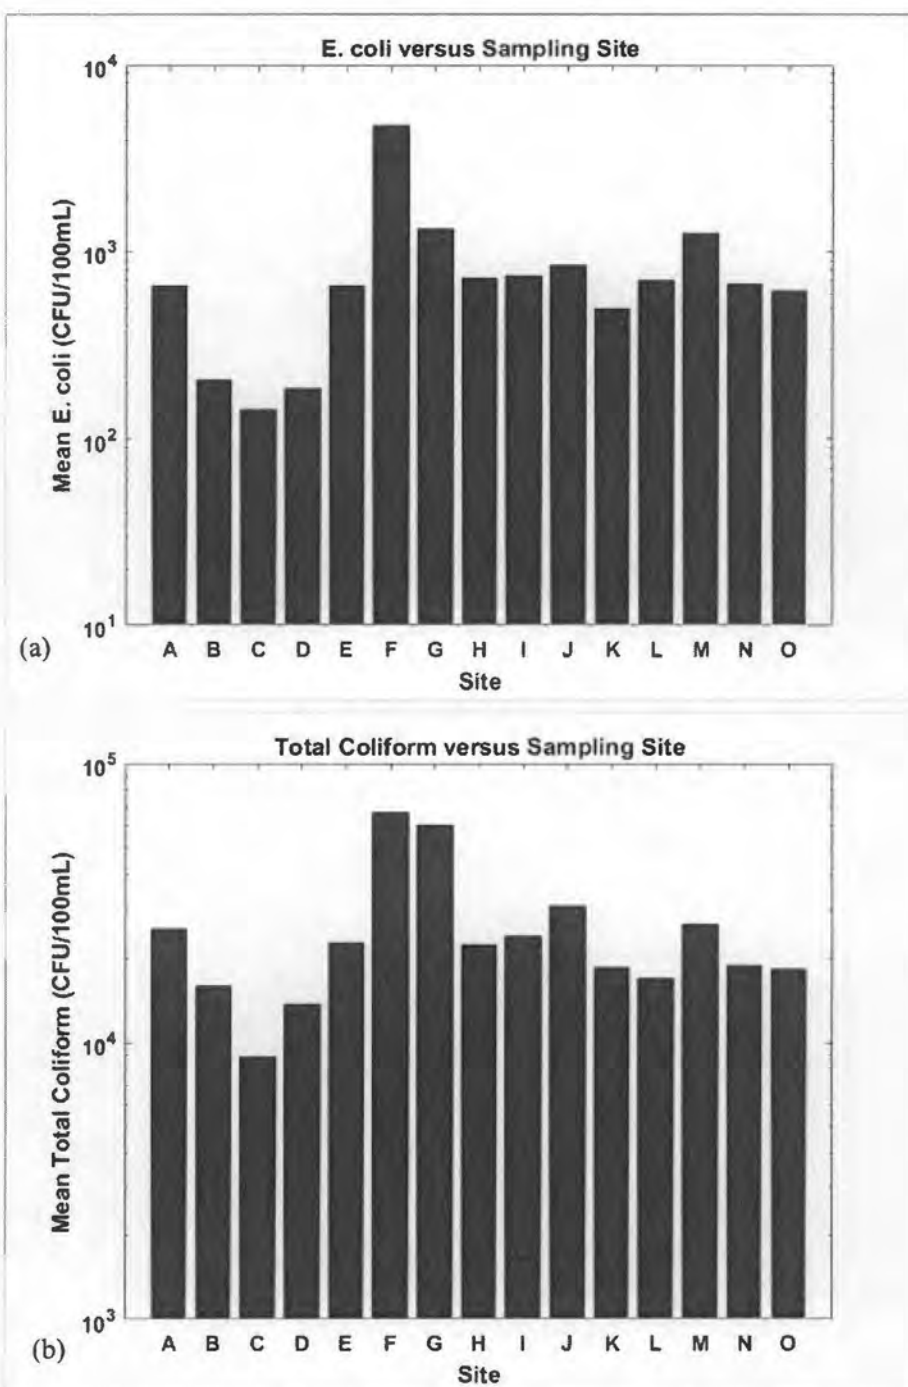 E. coli versus Sampling Site
10⁴
10³
10²
10¹
Mean E. coli (CFU/100mL)
(a)
A B C D E F G H I J K L M N O
Site
Total Coliform versus Sampling Site
10⁵
10⁴
10³
Mean Total Coliform (CFU/100mL)
(b)
A B C D E F G H I J K L M N O
Site